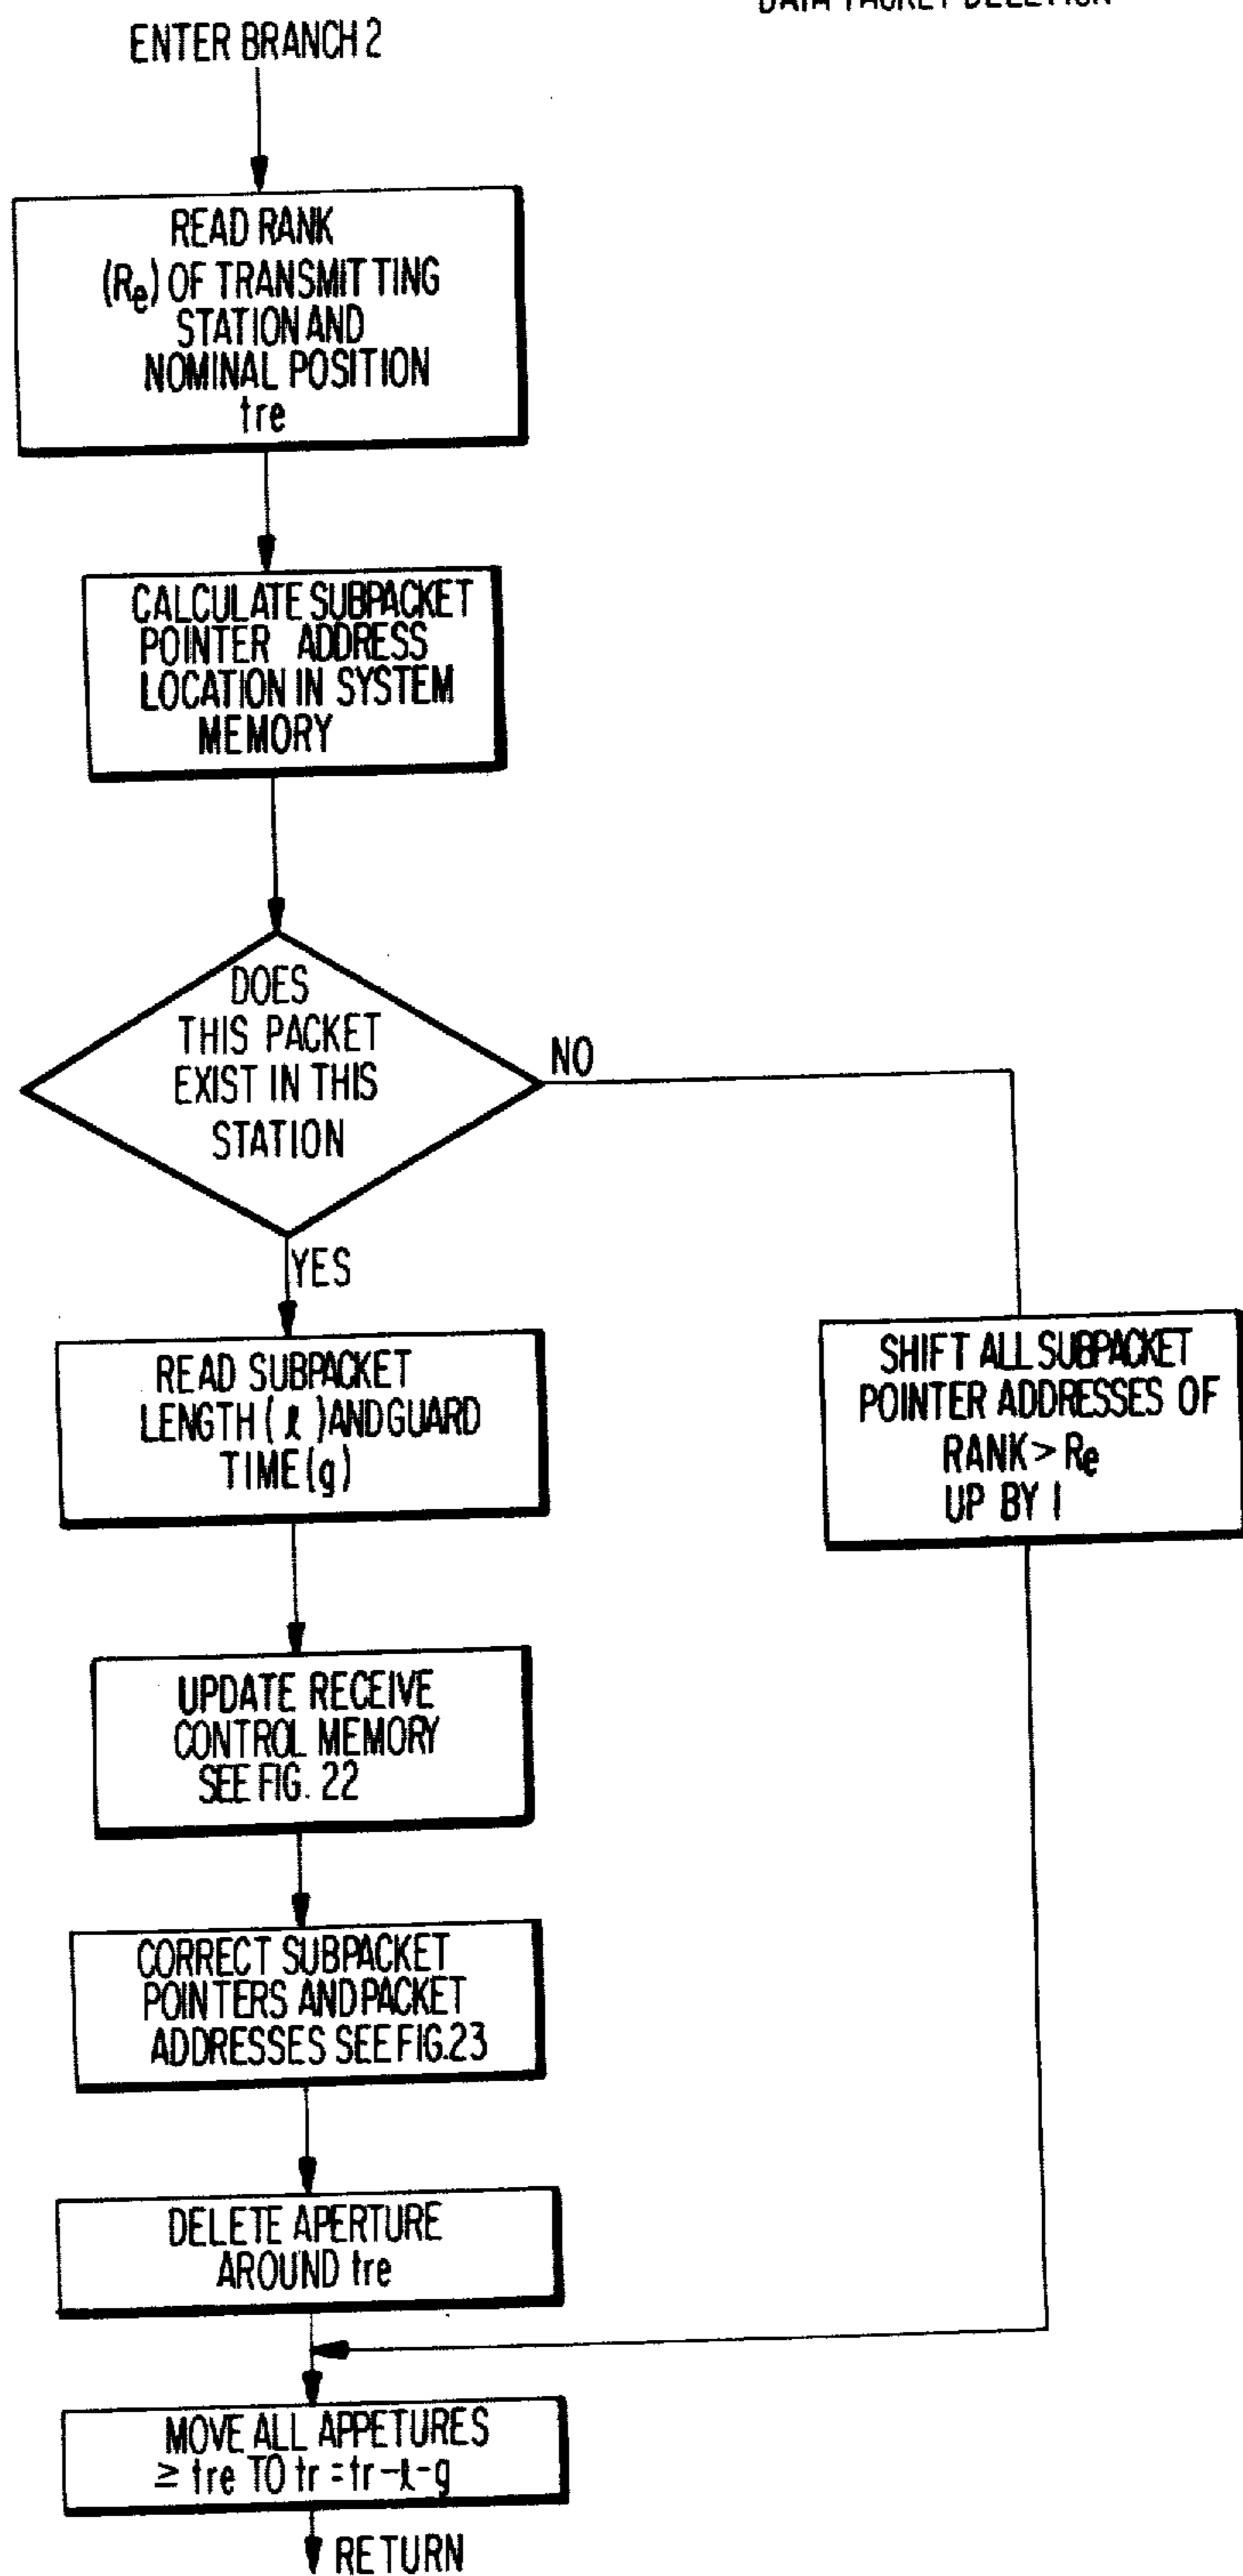 DATA PACKET DELETION
ENTER BRANCH 2
READ RANK
(Re) OF TRANSMITTING
STATION AND
NOMINAL POSITION
tre
CALCULATE SUBPACKET
POINTER ADDRESS
LOCATION IN SYSTEM
MEMORY
DOES
THIS PACKET
EXIST IN THIS
STATION
NO
YES
READ SUBPACKET
LENGTH (ℓ) AND GUARD
TIME (g)
SHIFT ALL SUBPACKET
POINTER ADDRESSES OF
RANK > Re
UP BY 1
UPDATE RECEIVE
CONTROL MEMORY
SEE FIG. 22
CORRECT SUBPACKET
POINTERS AND PACKET
ADDRESSES SEE FIG. 23
DELETE APERTURE
AROUND tre
MOVE ALL APPETURES
≥ tre TO tr = tr-ℓ-g
RETURN